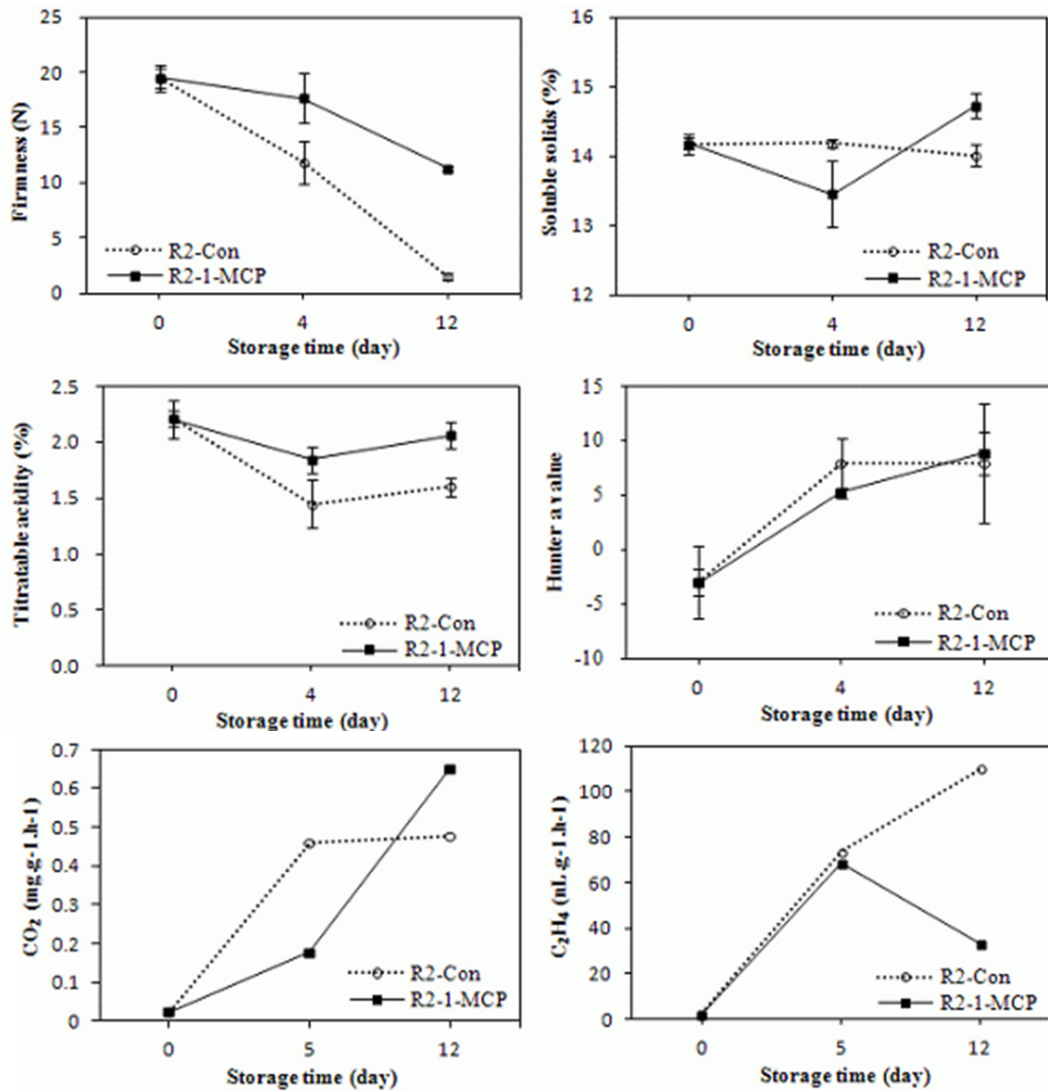 Firmness (N)
25
20
15
10
5
0
R2-Con
R2-1-MCP
0 4 12
Storage time (day)
Soluble solids (%)
16
15
14
13
12
R2-Con
R2-1-MCP
0 4 12
Storage time (day)
Titratable acidity (%)
2.5
2.0
1.5
1.0
0.5
0.0
R2-Con
R2-1-MCP
0 4 12
Storage time (day)
Hunter a value
15
10
5
0
-5
-10
R2-Con
R2-1-MCP
0 4 12
Storage time (day)
CO₂ (mg.g-1.h-1)
0.7
0.6
0.5
0.4
0.3
0.2
0.1
0
R2-Con
R2-1-MCP
0 5 12
Storage time (day)
C₂H₄ (nL.g-1.h-1)
120
100
80
60
40
20
0
R2-Con
R2-1-MCP
0 5 12
Storage time (day)